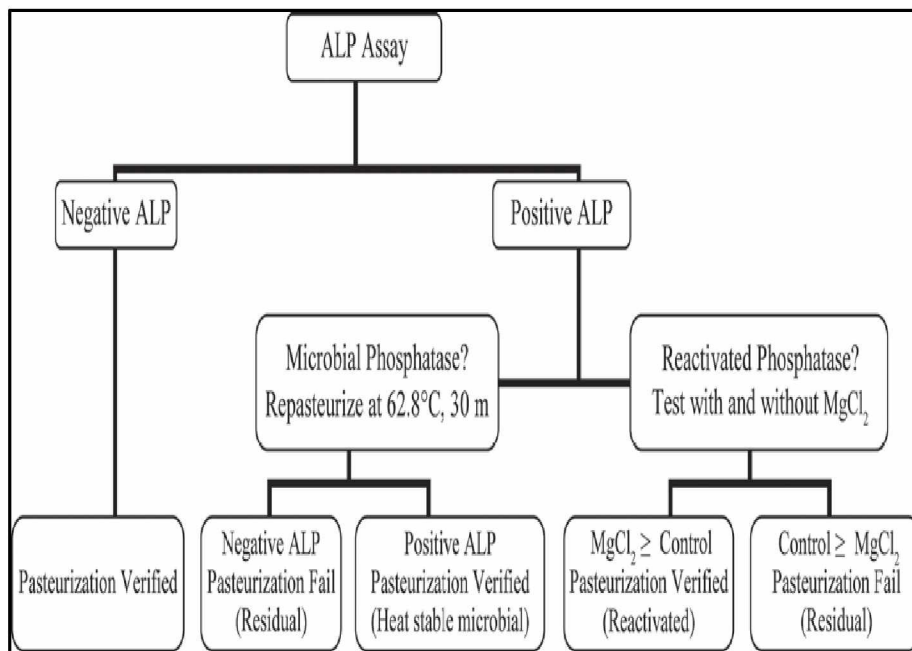 ALP Assay
Negative ALP
Positive ALP
Microbial Phosphatase?
Repasteurize at 62.8°C, 30 m
Reactivated Phosphatase?
Test with and without MgCl₂
Pasteurization Verified
Negative ALP
Pasteurization Fail
(Residual)
Positive ALP
Pasteurization Verified
(Heat stable microbial)
MgCl₂ ≥ Control
Pasteurization Verified
(Reactivated)
Control ≥ MgCl₂
Pasteurization Fail
(Residual)